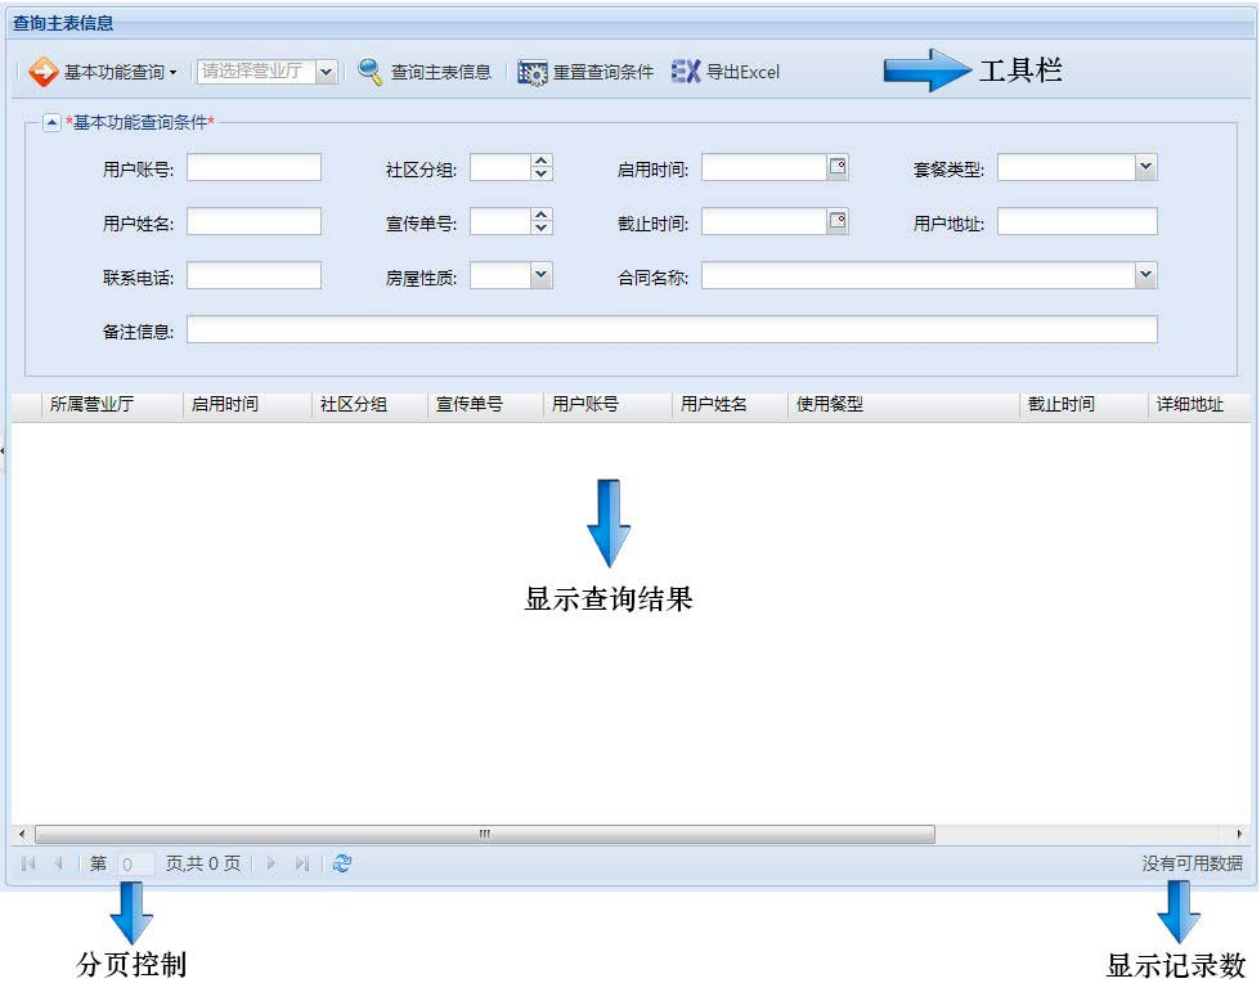 查询主表信息
基本功能查询 请选择营业厅 查询主表信息 重置查询条件 EX 导出Excel 工具栏
*基本功能查询条件*
用户账号: 社区分组: 启用时间: 套餐类型:
用户姓名: 宣传单号: 截止时间: 用户地址:
联系电话: 房屋性质: 合同名称:
备注信息:
所属营业厅 启用时间 社区分组 宣传单号 用户账号 用户姓名 使用餐型 截止时间 详细地址
显示查询结果
第 0 页,共 0 页 没有可用数据
分页控制 显示记录数